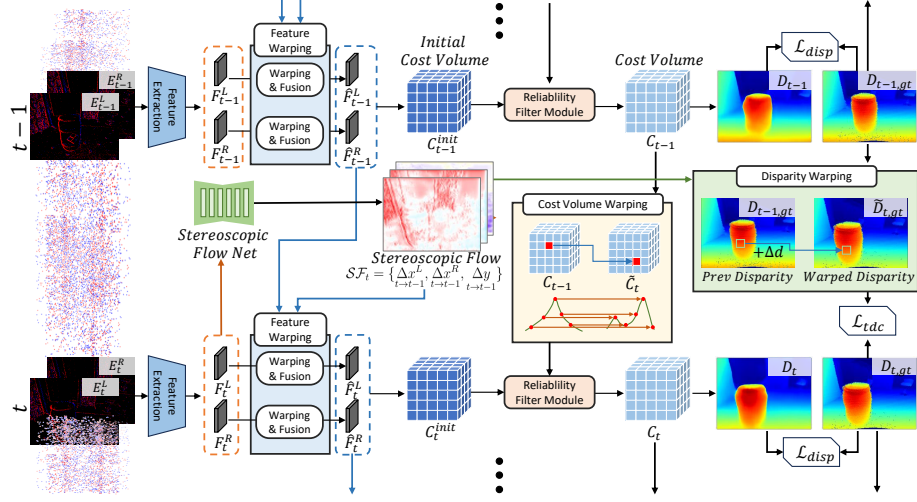 t − 1
E^R_{t−1}
E^L_{t−1}
Feature
Extraction
F^L_{t−1}
F^R_{t−1}
Feature
Warping
Warping
& Fusion
Warping
& Fusion
F̂^L_{t−1}
F̂^R_{t−1}
Initial
Cost Volume
C^{init}_{t−1}
Reliablility
Filter Module
Cost Volume
C_{t−1}
D_{t−1}
D_{t−1,gt}
ℒ_{disp}
Stereoscopic
Flow Net
Stereoscopic Flow
𝒮ℱ_t = {Δx^L_{t→t−1}, Δx^R_{t→t−1}, Δy_{t→t−1}}
Cost Volume Warping
C_{t−1}
C̃_t
Disparity Warping
D_{t−1,gt}
D̃_{t,gt}
+Δd
Prev Disparity
Warped Disparity
ℒ_{tdc}
t
E^R_t
E^L_t
Feature
Extraction
F^L_t
F^R_t
Feature
Warping
Warping
& Fusion
Warping
& Fusion
F̂^L_t
F̂^R_t
C^{init}_t
Reliablility
Filter Module
C_t
D_t
D_{t,gt}
ℒ_{disp}